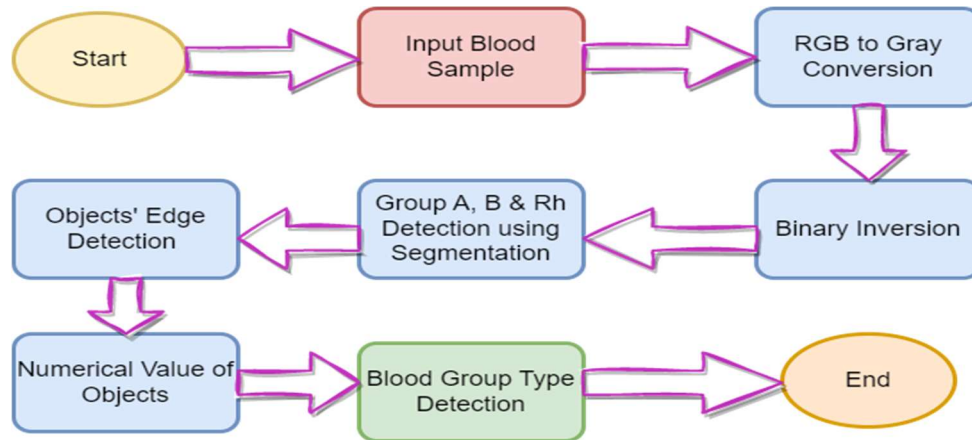 Start
Input Blood
Sample
RGB to Gray
Conversion
Binary Inversion
Group A, B & Rh
Detection using
Segmentation
Objects' Edge
Detection
Numerical Value of
Objects
Blood Group Type
Detection
End